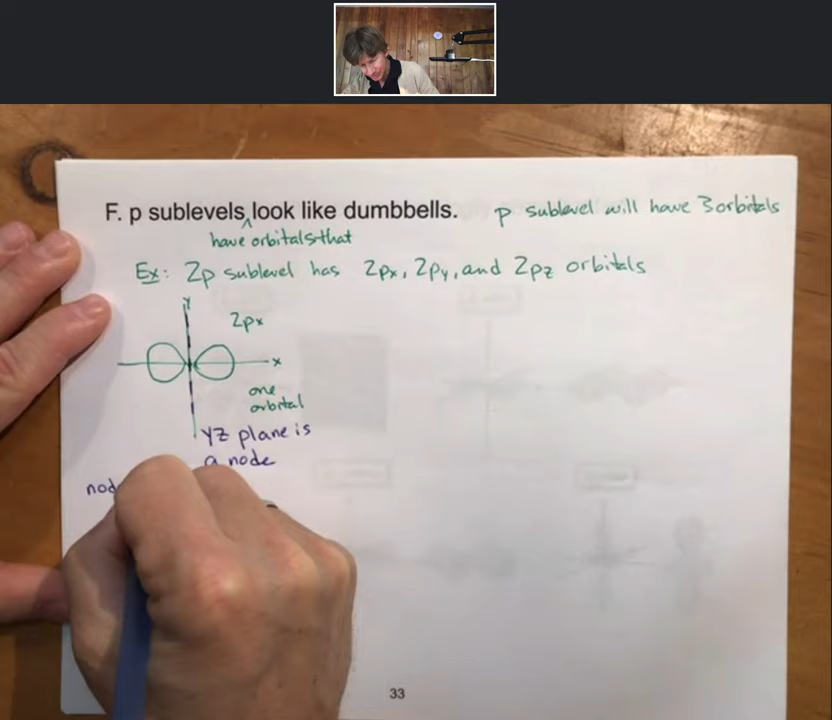 F. p sublevels look like dumbbells. p sublevel will have 3 orbitals
have orbitals that
Ex: 2p sublevel has 2px, 2py, and 2pz orbitals
y
2px
x
one
orbital
YZ plane is
a node
nod
33